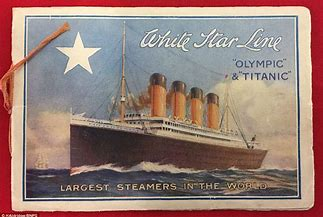 White Star Line
"OLYMPIC"
& "TITANIC"
LARGEST STEAMERS IN THE WORLD